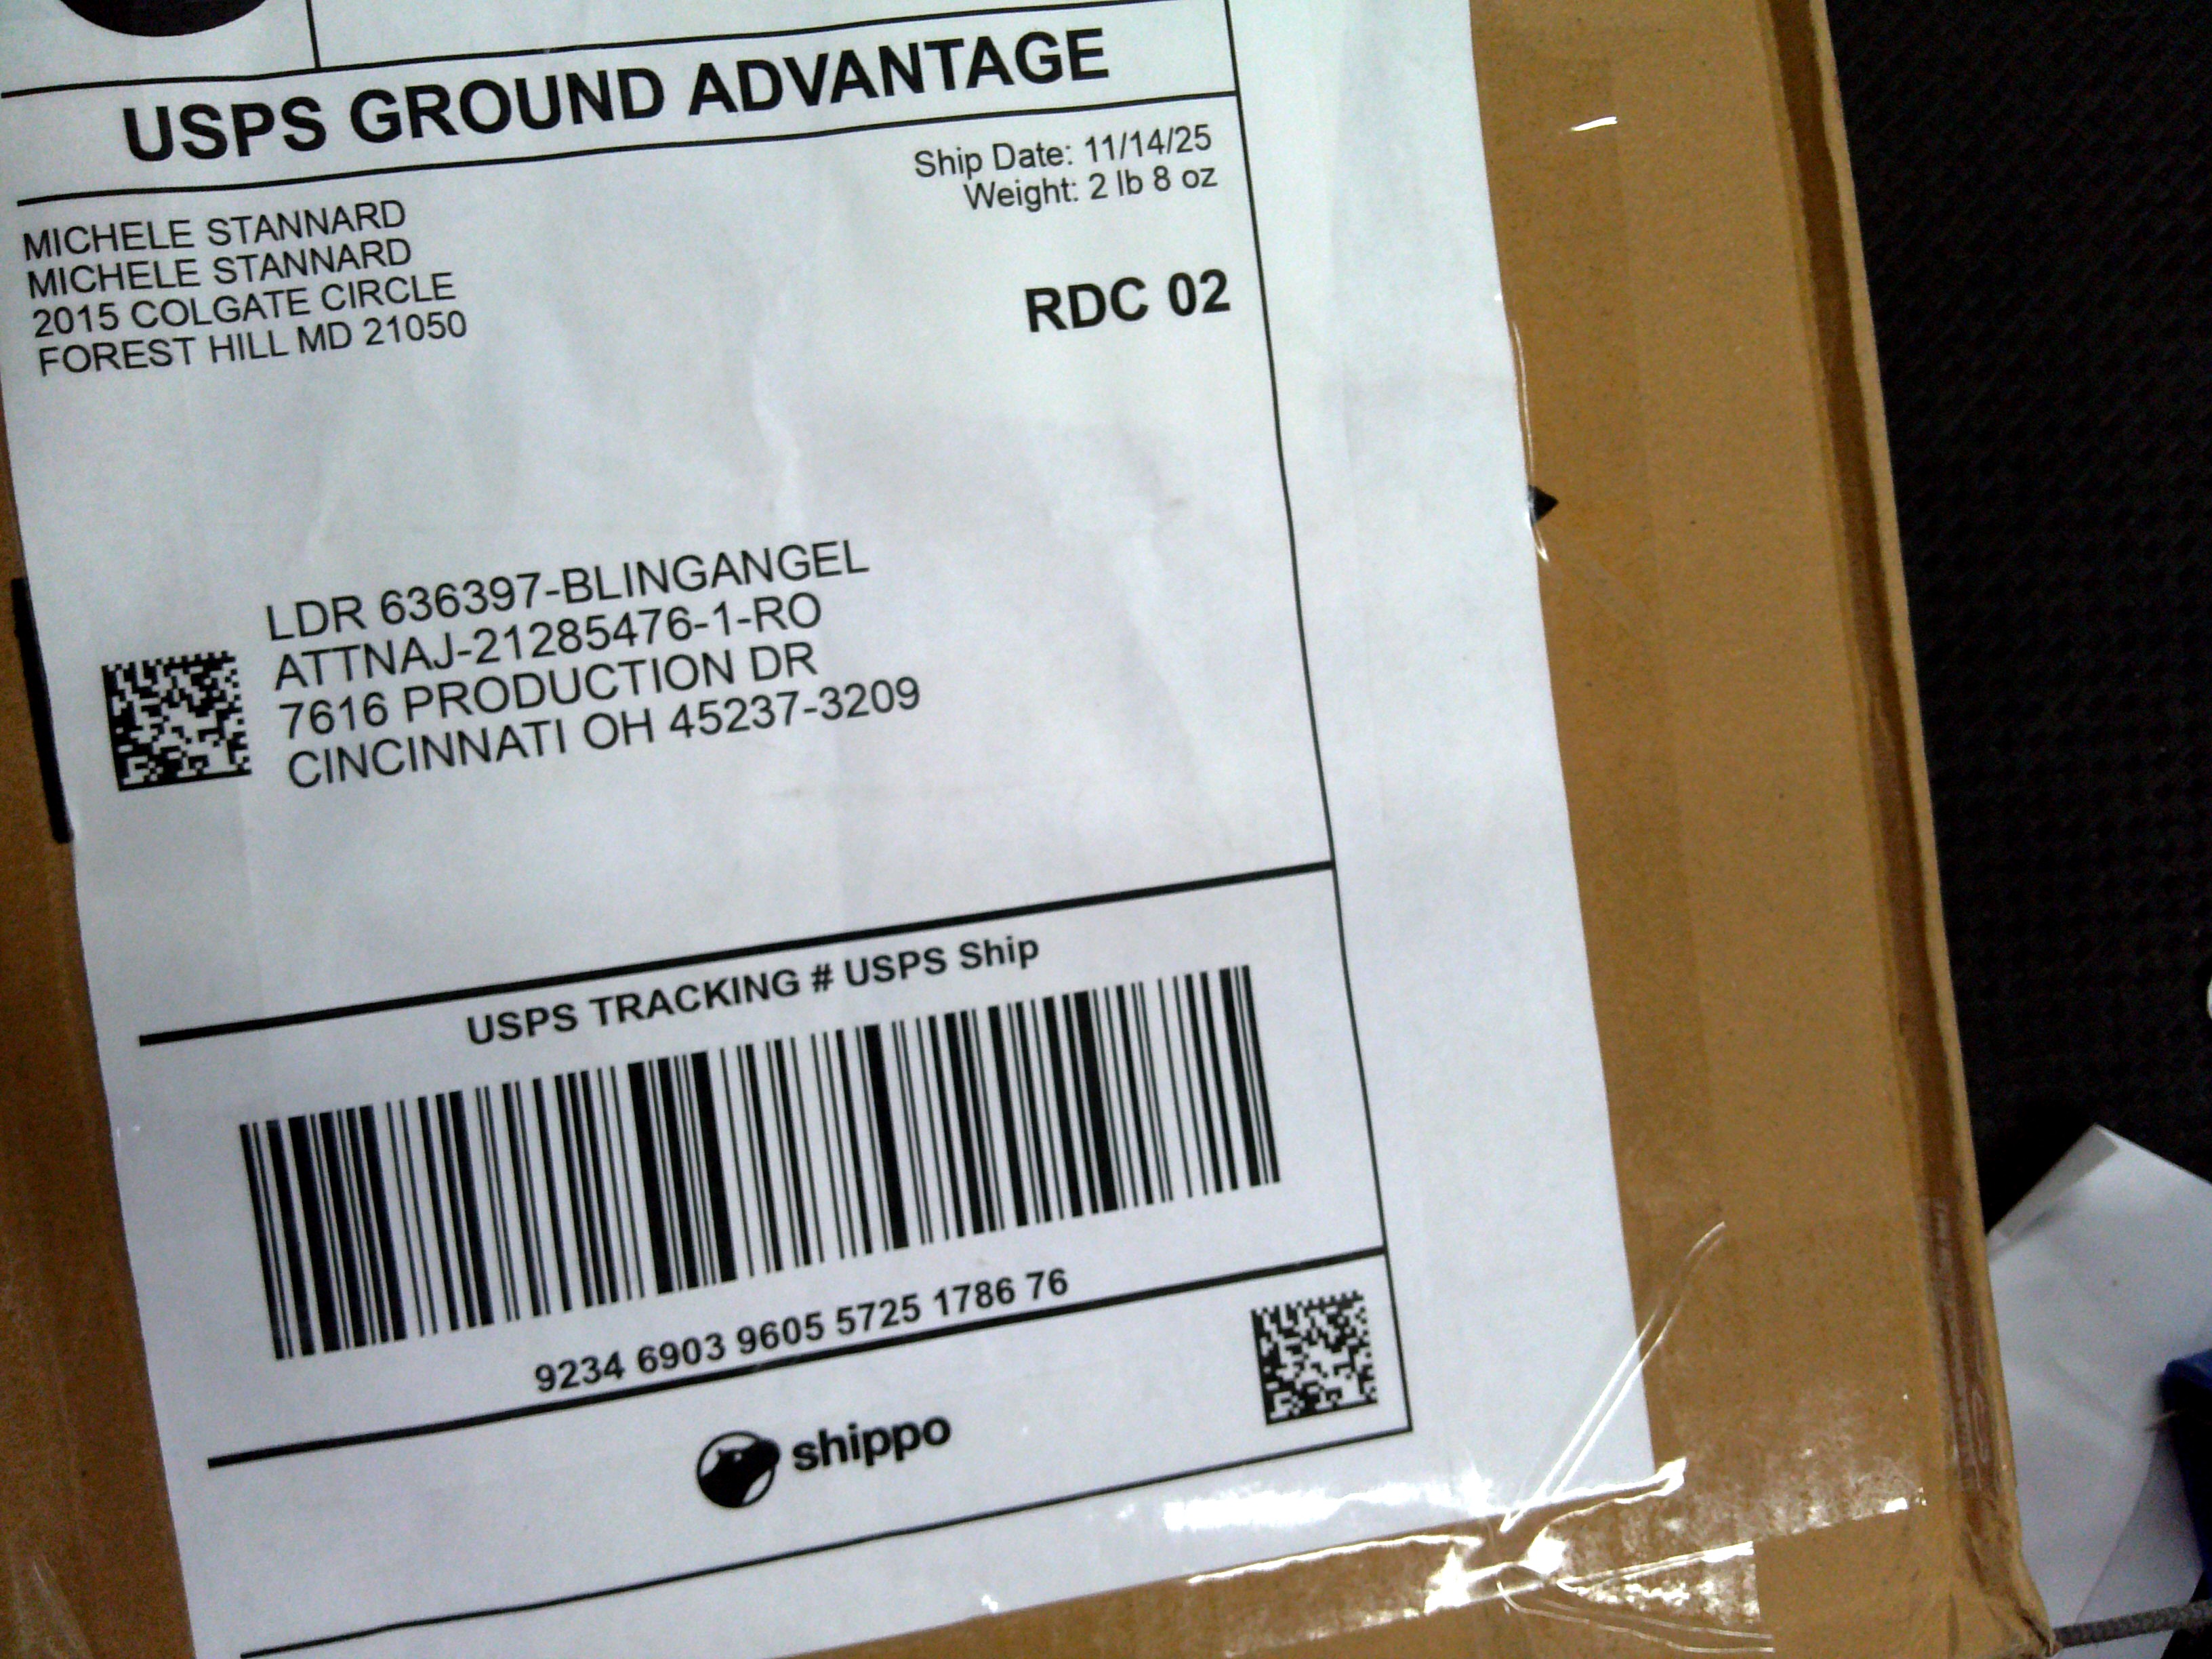 USPS GROUND ADVANTAGE
Ship Date: 11/14/25
Weight: 2 lb 8 oz
MICHELE STANNARD
MICHELE STANNARD
2015 COLGATE CIRCLE
FOREST HILL MD 21050
RDC 02
LDR 636397-BLINGANGEL
ATTNAJ-21285476-1-RO
7616 PRODUCTION DR
CINCINNATI OH 45237-3209
USPS TRACKING # USPS Ship
9234 6903 9605 5725 1786 76
shippo